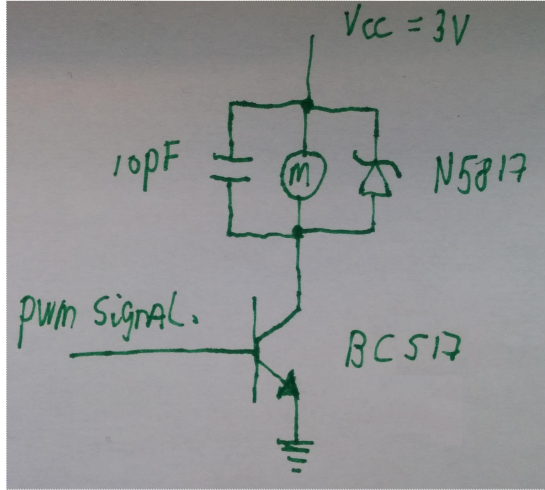 Vcc = 3V
10pF
M
N5817
PWM SIGNAL.
BC517